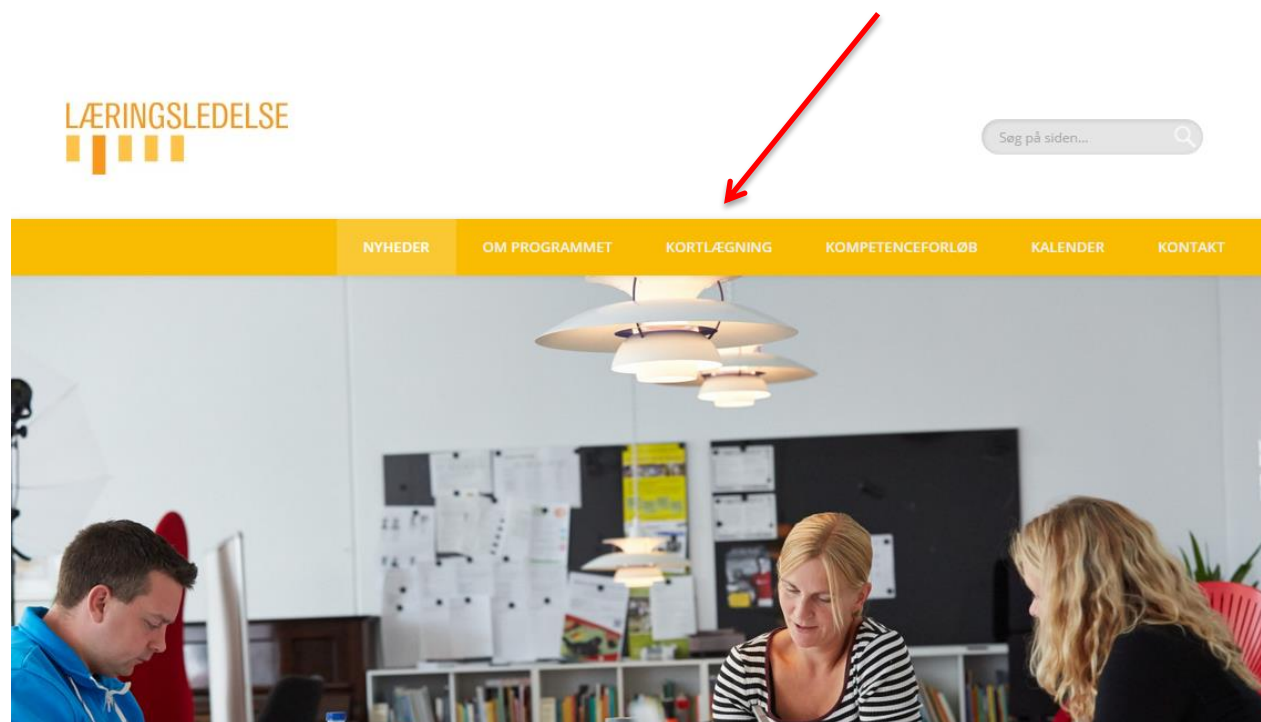 LÆRINGSLEDELSE
Søg på siden...
NYHEDER OM PROGRAMMET KORTLÆGNING KOMPETENCEFORLØB KALENDER KONTAKT